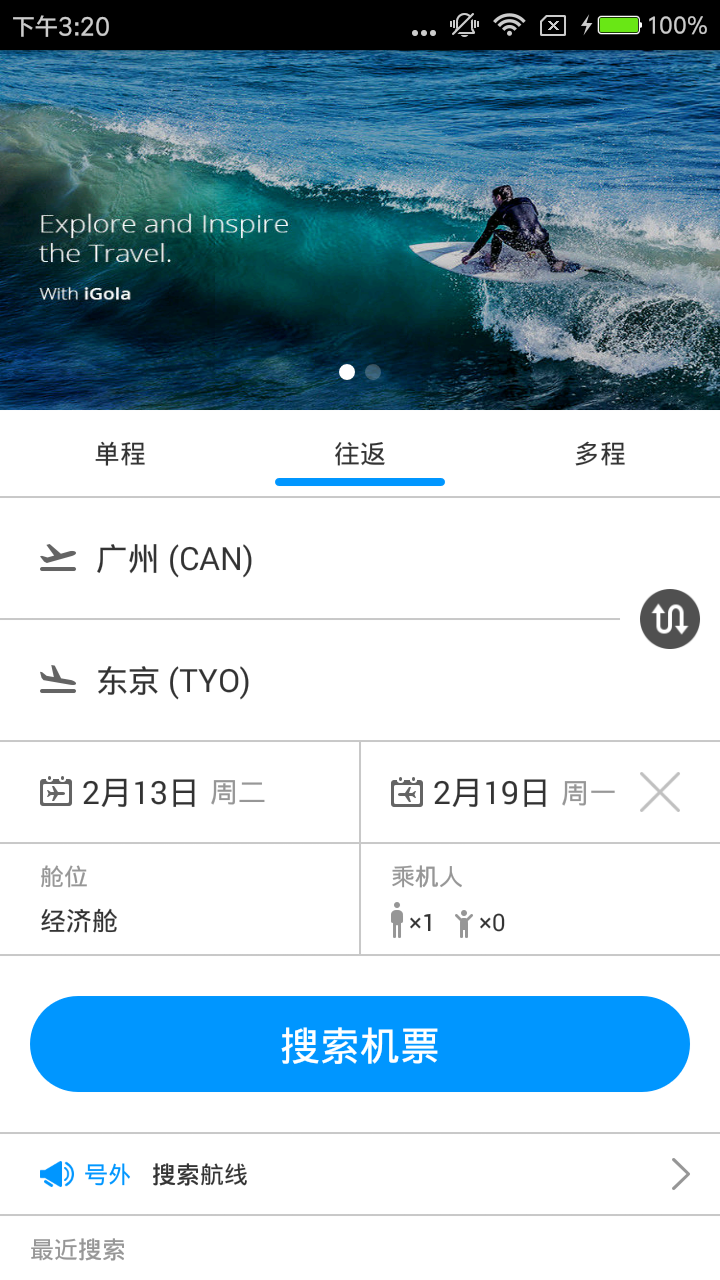 下午3:20
100%
Explore and Inspire
the Travel.
With iGola
单程 往返 多程
广州 (CAN)
东京 (TYO)
2月13日 周二 2月19日 周一
舱位 乘机人
经济舱 ×1 ×0
搜索机票
号外 搜索航线
最近搜索